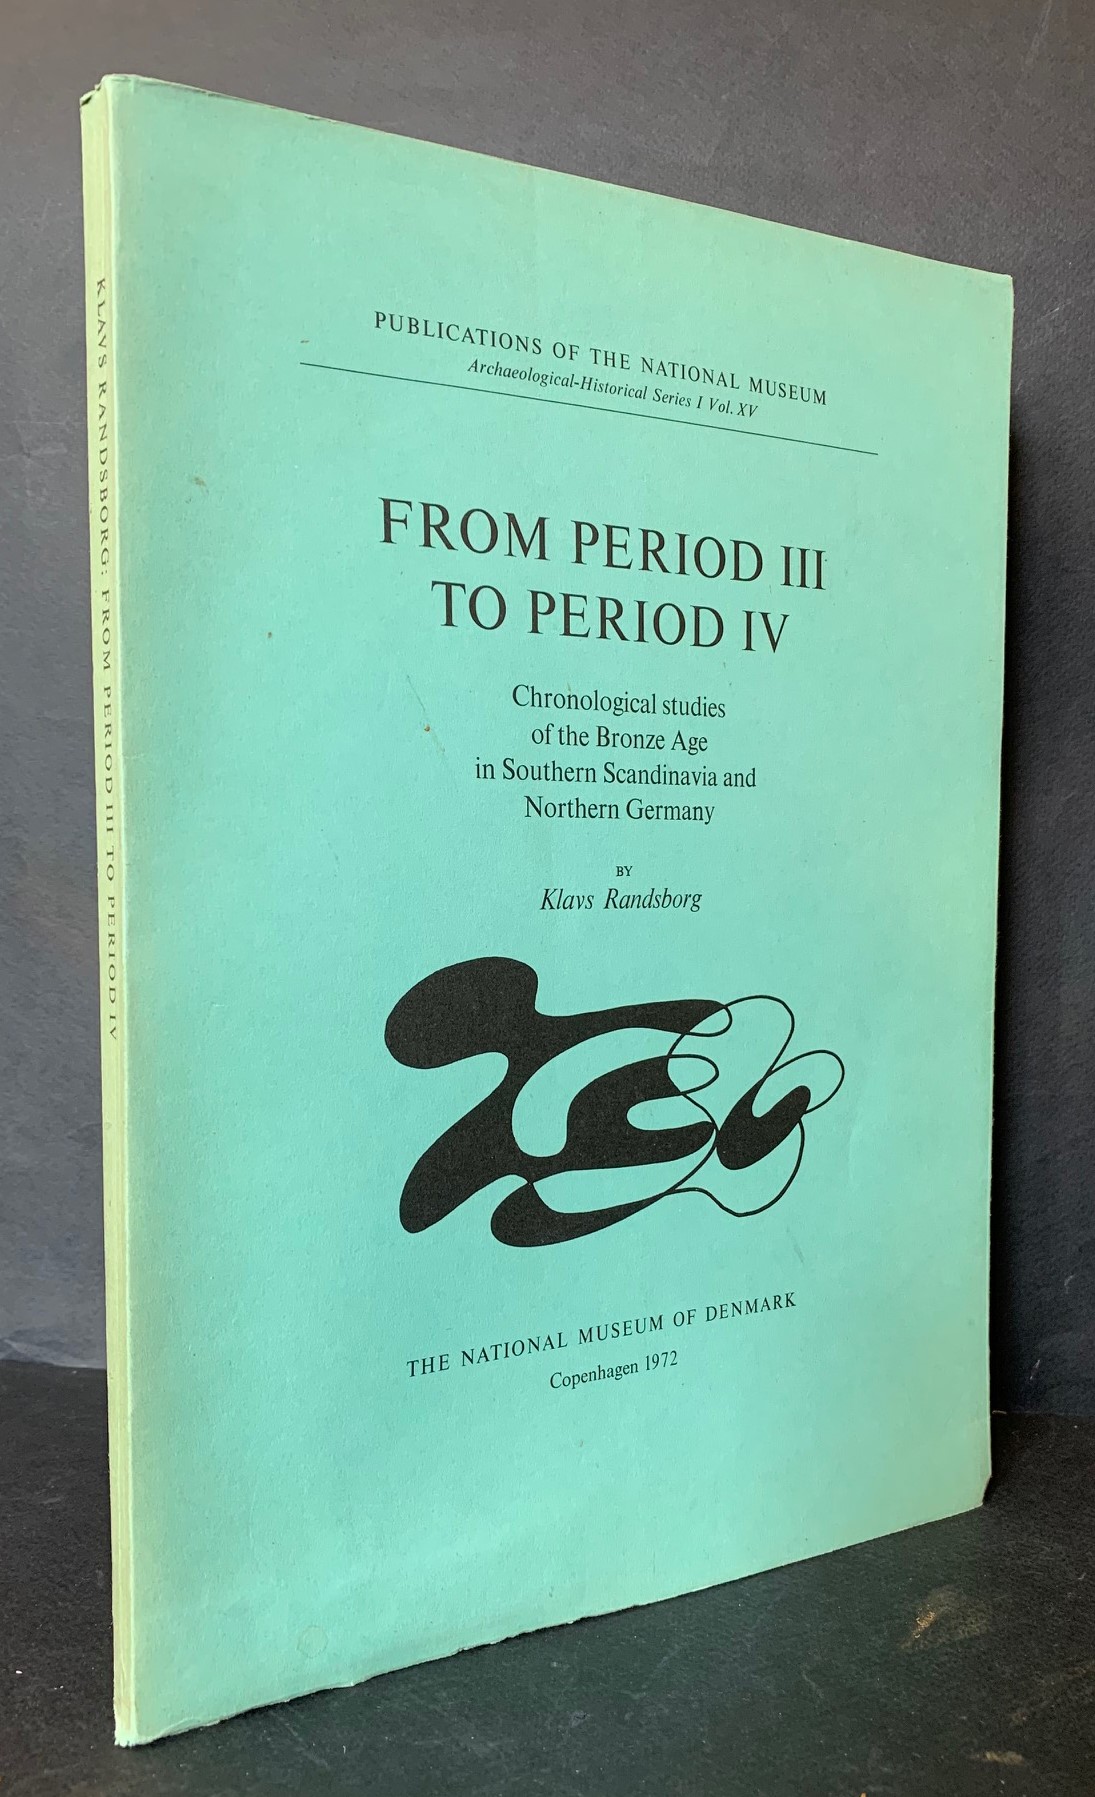 KLAVS RANDSBORG: FROM PERIOD III TO PERIOD IV
PUBLICATIONS OF THE NATIONAL MUSEUM
Archaeological-Historical Series I Vol. XV
FROM PERIOD III
TO PERIOD IV
Chronological studies
of the Bronze Age
in Southern Scandinavia and
Northern Germany
BY
Klavs Randsborg
THE NATIONAL MUSEUM OF DENMARK
Copenhagen 1972